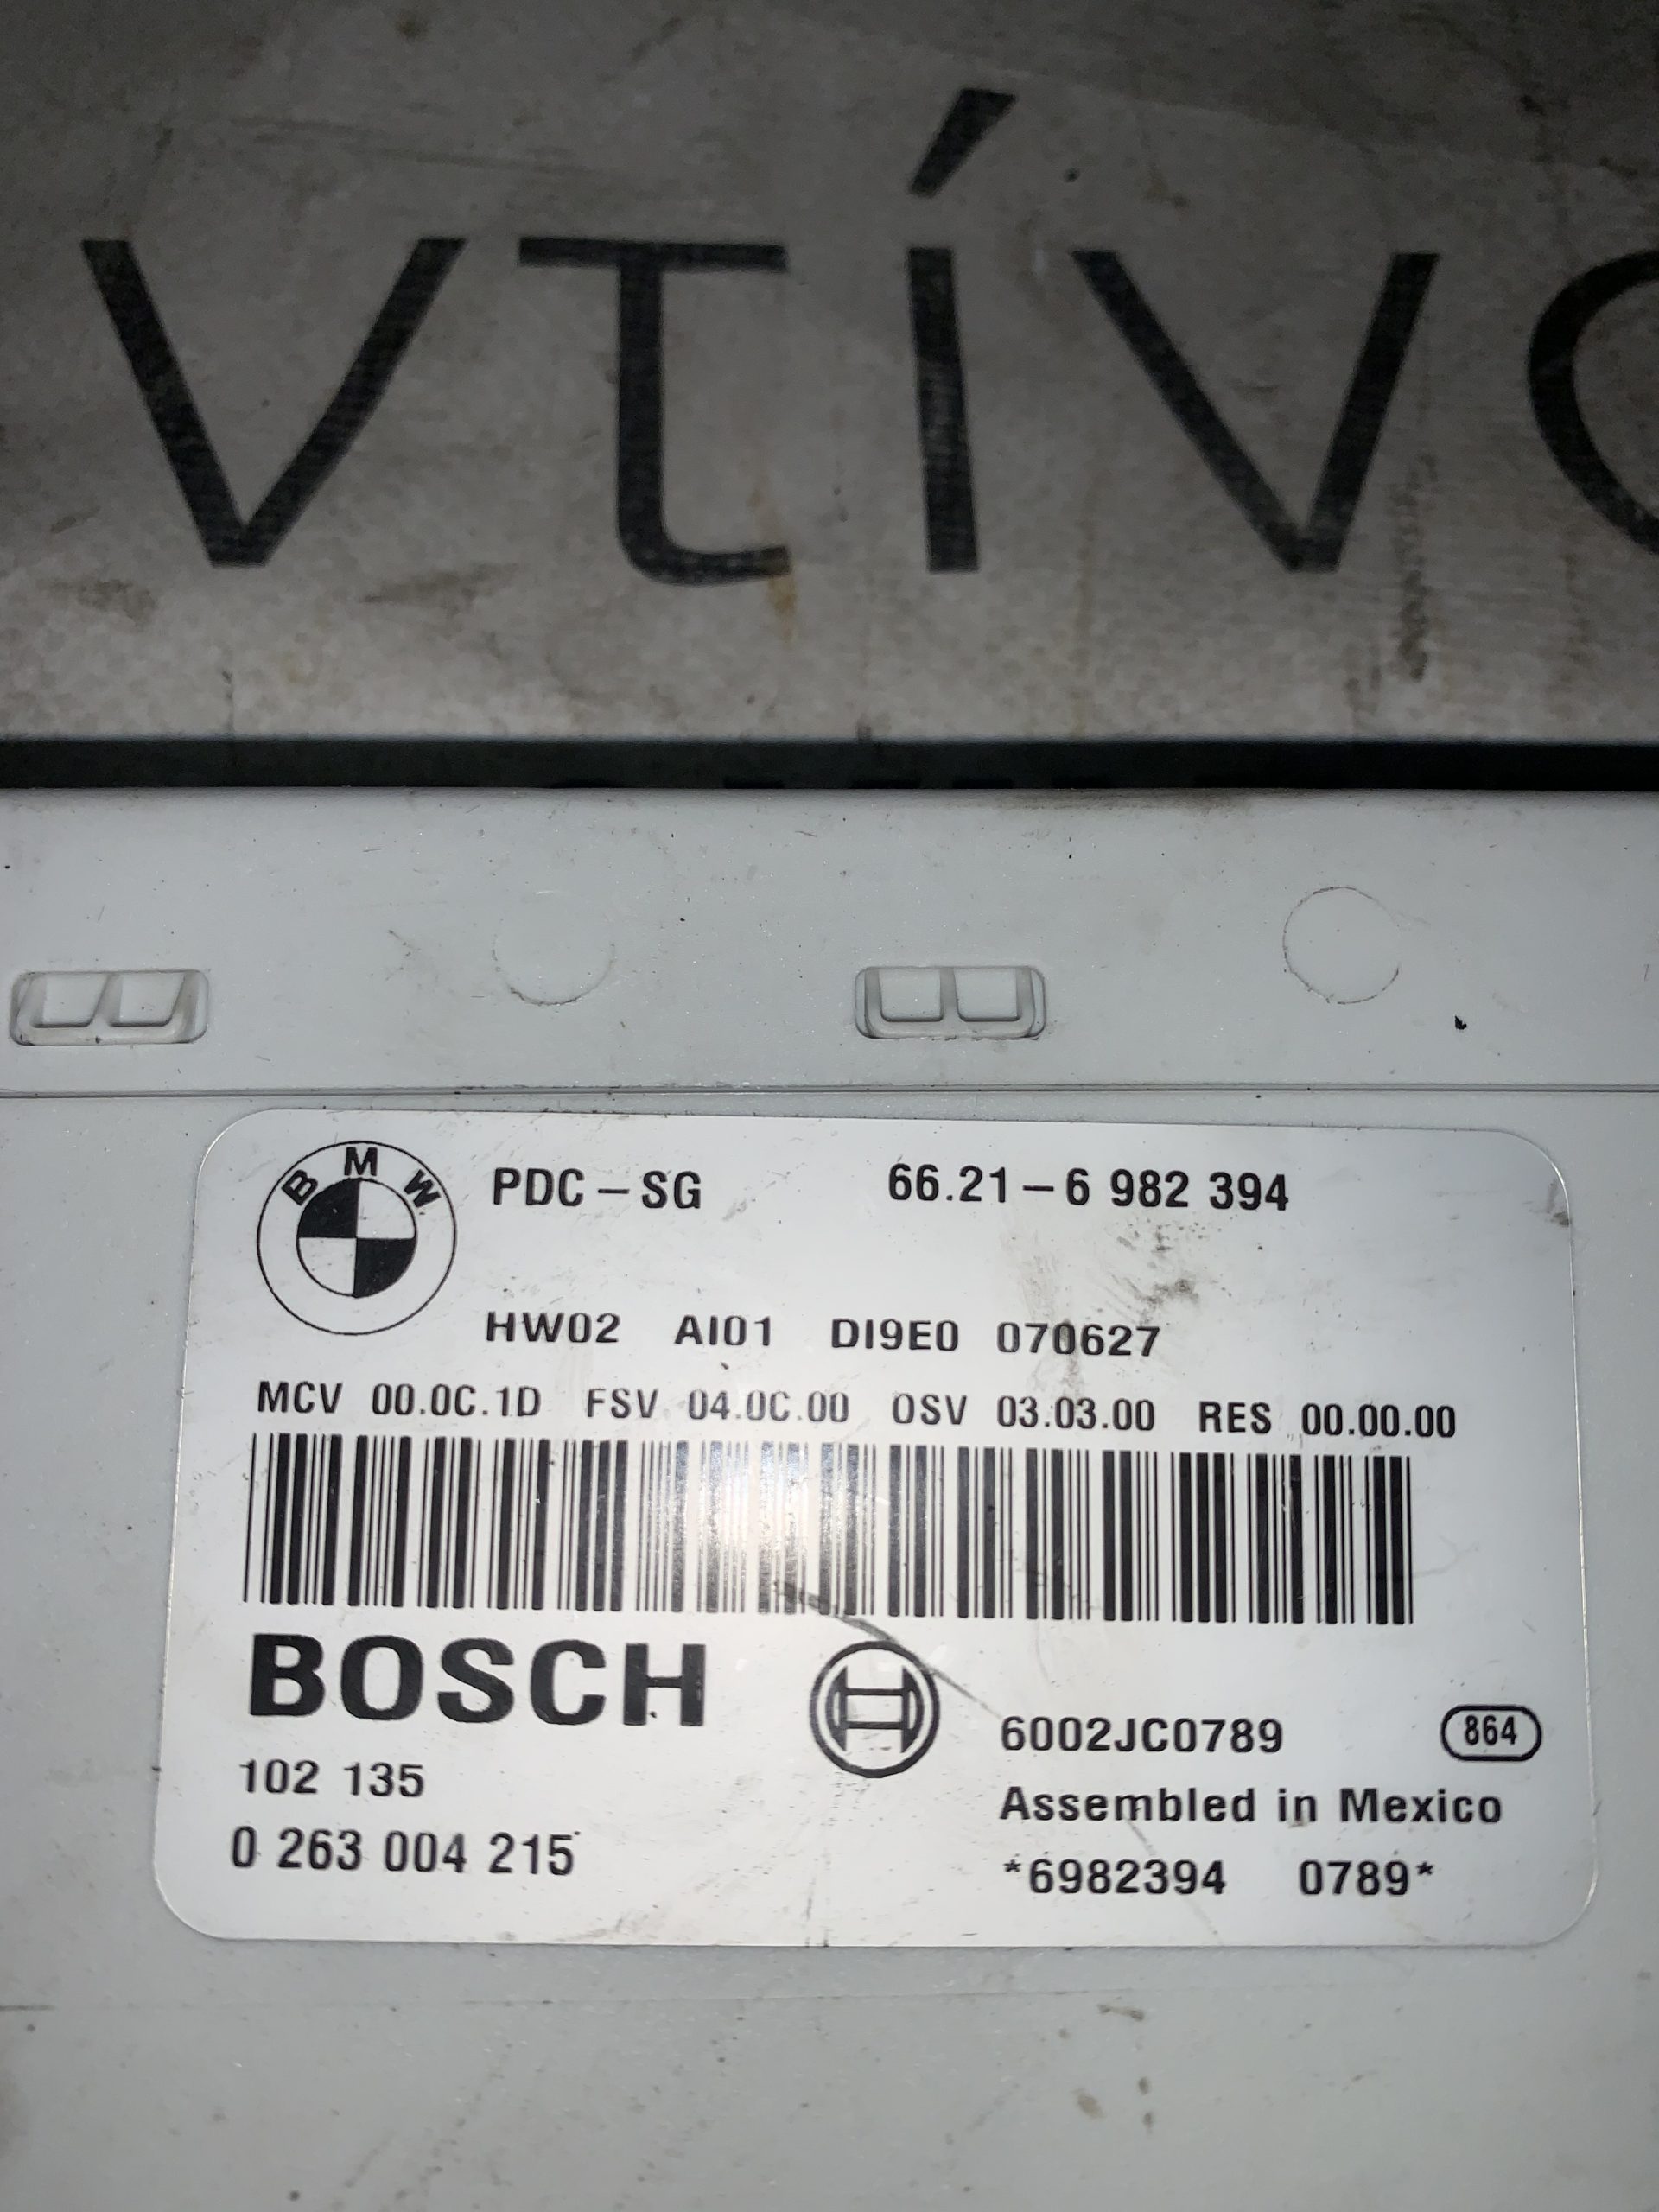 ντίνο
BMW PDC-SG 66.21-6 982 394
HW02 AI01 DI9E0 070627
MCV 00.0C.1D FSV 04.0C.00 OSV 03.03.00 RES 00.00.00
BOSCH
6002JC0789 864
102 135
Assembled in Mexico
0 263 004 215
*6982394 0789*